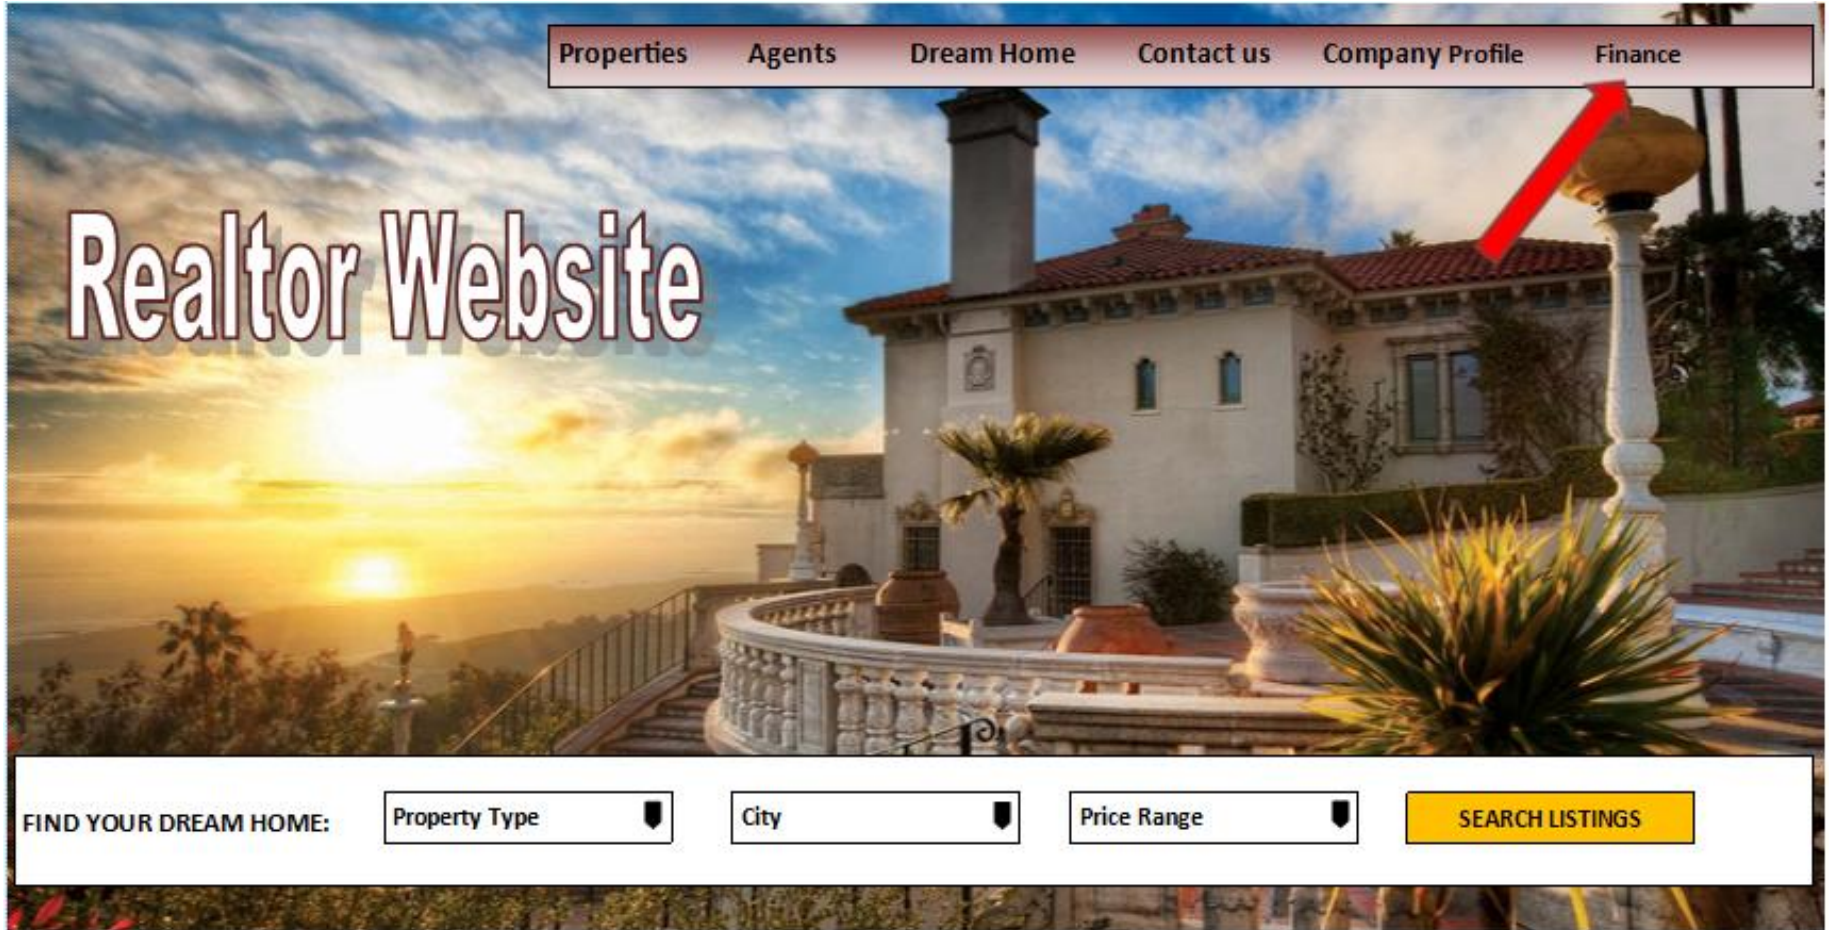 Properties Agents Dream Home Contact us Company Profile Finance
Realtor Website
FIND YOUR DREAM HOME: Property Type City Price Range SEARCH LISTINGS